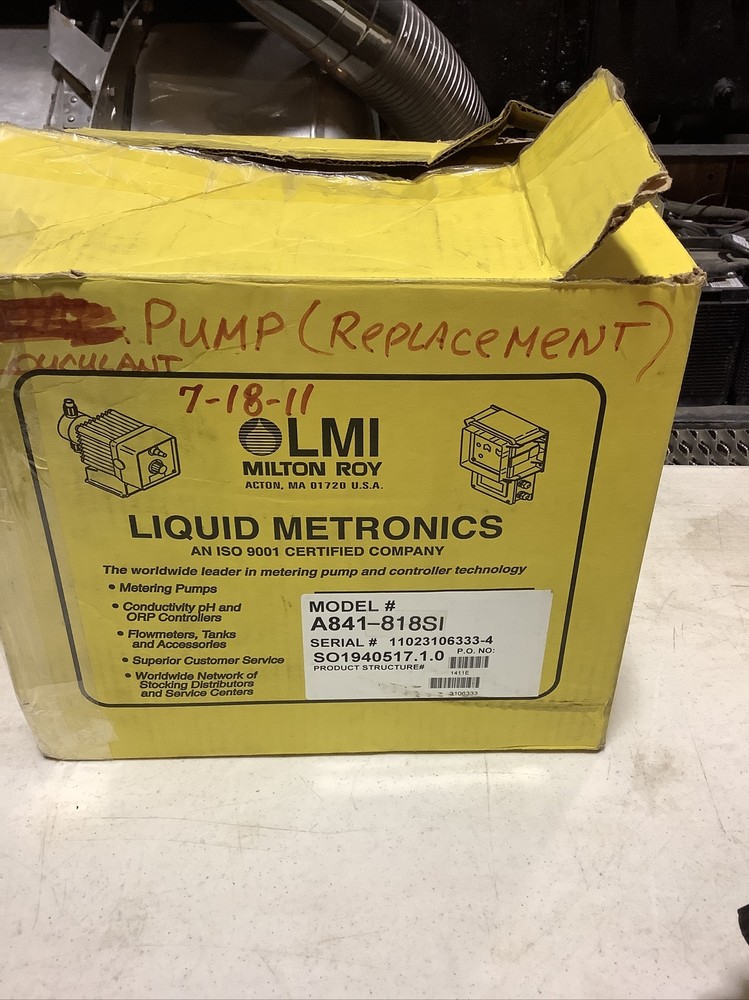 PUMP (REPLACEMENT)
7-18-11
LMI
MILTON ROY
ACTON, MA 01720 U.S.A.
LIQUID METRONICS
AN ISO 9001 CERTIFIED COMPANY
The worldwide leader in metering pump and controller technology
• Metering Pumps
• Conductivity pH and
ORP Controllers
• Flowmeters, Tanks
and Accessories
• Superior Customer Service
• Worldwide Network of
Stocking Distributors
and Service Centers
MODEL #
A841-818SI
SERIAL # 11023106333-4
SO1940517.1.0 P.O. NO:
PRODUCT STRUCTURE#
1411E
3106333